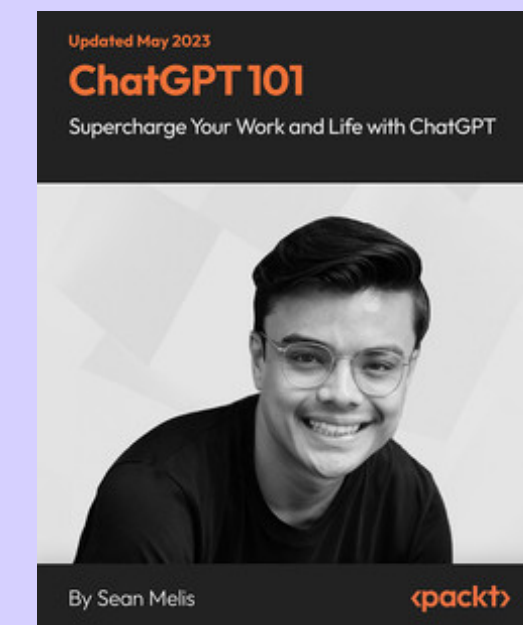 Updated May 2023
ChatGPT 101
Supercharge Your Work and Life with ChatGPT
By Sean Melis
<packt>